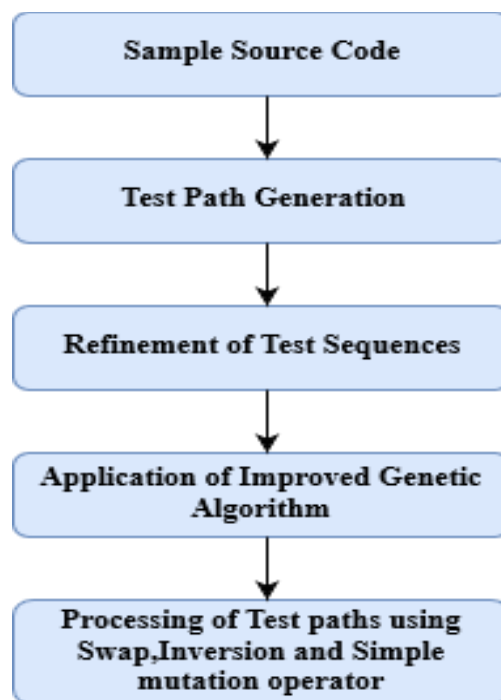 Sample Source Code
Test Path Generation
Refinement of Test Sequences
Application of Improved Genetic
Algorithm
Processing of Test paths using
Swap,Inversion and Simple
mutation operator